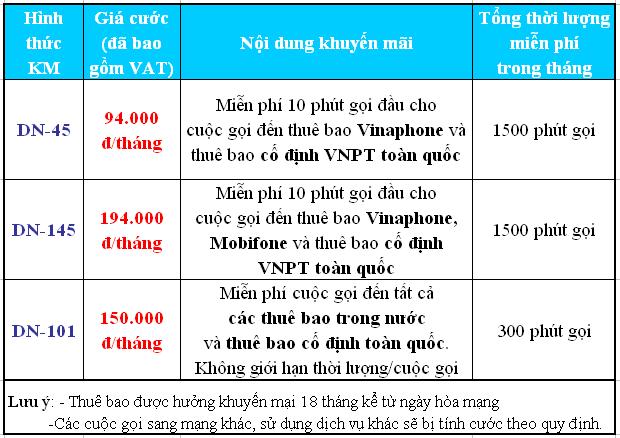 Hình
thức
KM
Giá cước
(đã bao
gồm VAT)
Nội dung khuyến mãi
Tổng thời lượng
miễn phí
trong tháng
DN-45
94.000
đ/tháng
Miễn phí 10 phút gọi đầu cho
cuộc gọi đến thuê bao Vinaphone và
thuê bao cố định VNPT toàn quốc
1500 phút gọi
DN-145
194.000
đ/tháng
Miễn phí 10 phút gọi đầu cho
cuộc gọi đến thuê bao Vinaphone,
Mobifone và thuê bao cố định
VNPT toàn quốc
1500 phút gọi
DN-101
150.000
đ/tháng
Miễn phí cuộc gọi đến tất cả
các thuê bao trong nước
và thuê bao cố định toàn quốc.
Không giới hạn thời lượng/cuộc gọi
300 phút gọi
Lưu ý: - Thuê bao được hưởng khuyến mại 18 tháng kể từ ngày hòa mạng
-Các cuộc gọi sang mạng khác, sử dụng dịch vụ khác sẽ bị tính cước theo quy định.